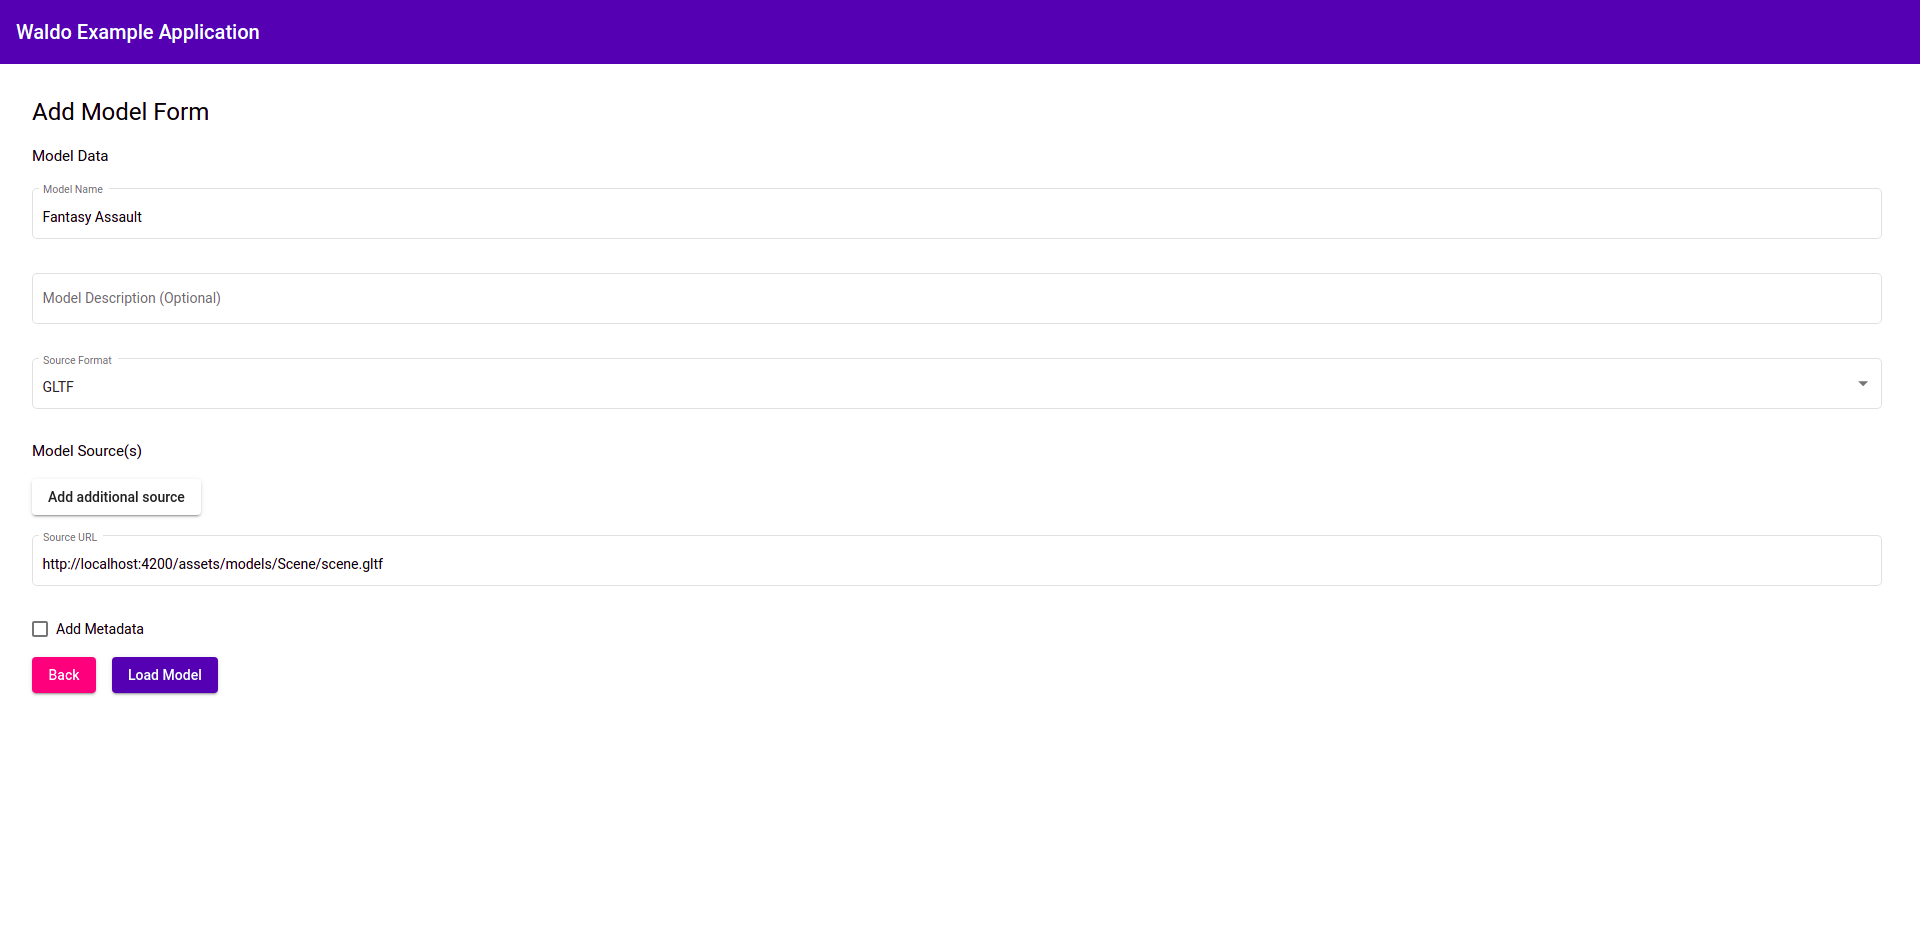 Waldo Example Application
Add Model Form
Model Data
Model Name
Fantasy Assault
Model Description (Optional)
Source Format
GLTF
Model Source(s)
Add additional source
Source URL
http://localhost:4200/assets/models/Scene/scene.gltf
Add Metadata
Back Load Model